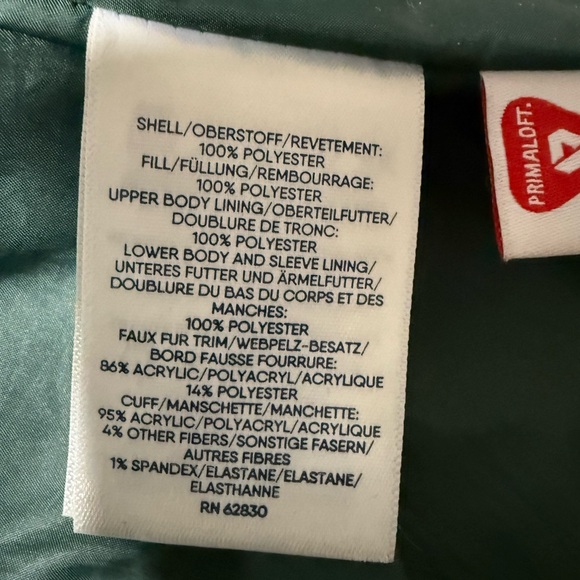 SHELL/OBERSTOFF/REVETEMENT:
100% POLYESTER
FILL/FÜLLUNG/REMBOURRAGE:
100% POLYESTER
UPPER BODY LINING/OBERTEILFUTTER/
DOUBLURE DE TRONC:
100% POLYESTER
LOWER BODY AND SLEEVE LINING/
UNTERES FUTTER UND ÄRMELFUTTER/
DOUBLURE DU BAS DU CORPS ET DES
MANCHES:
100% POLYESTER
FAUX FUR TRIM/WEBPELZ-BESATZ/
BORD FAUSSE FOURRURE:
86% ACRYLIC/POLYACRYL/ACRYLIQUE
14% POLYESTER
CUFF/MANSCHETTE/MANCHETTE:
95% ACRYLIC/POLYACRYL/ACRYLIQUE
4% OTHER FIBERS/SONSTIGE FASERN/
AUTRES FIBRES
1% SPANDEX/ELASTANE/ELASTANE/
ELASTHANNE
RN 62830
PRIMALOFT.